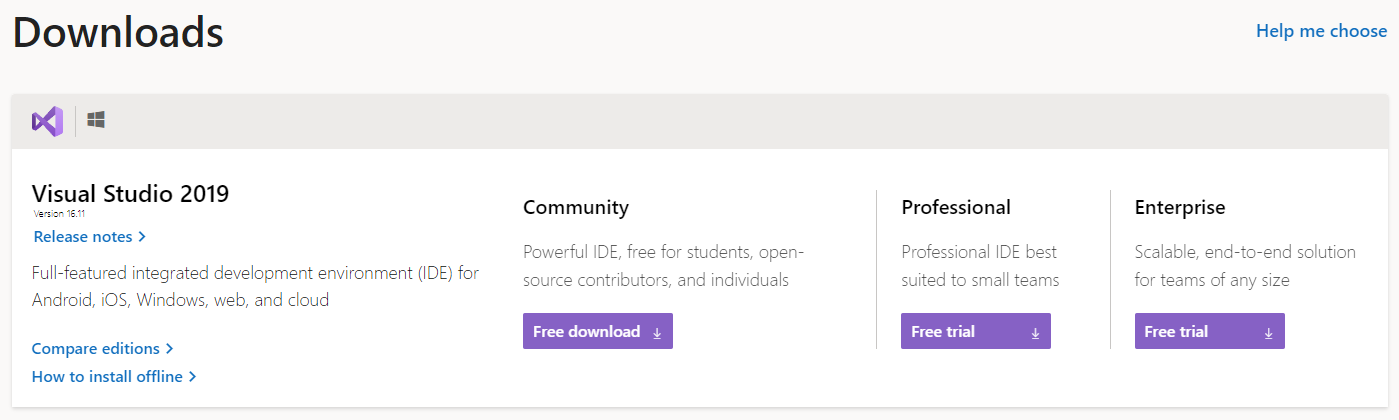 Downloads
Help me choose
Visual Studio 2019
Version 16.11
Release notes
Full-featured integrated development environment (IDE) for
Android, iOS, Windows, web, and cloud
Compare editions
How to install offline
Community
Powerful IDE, free for students, open-
source contributors, and individuals
Free download
Professional
Professional IDE best
suited to small teams
Free trial
Enterprise
Scalable, end-to-end solution
for teams of any size
Free trial